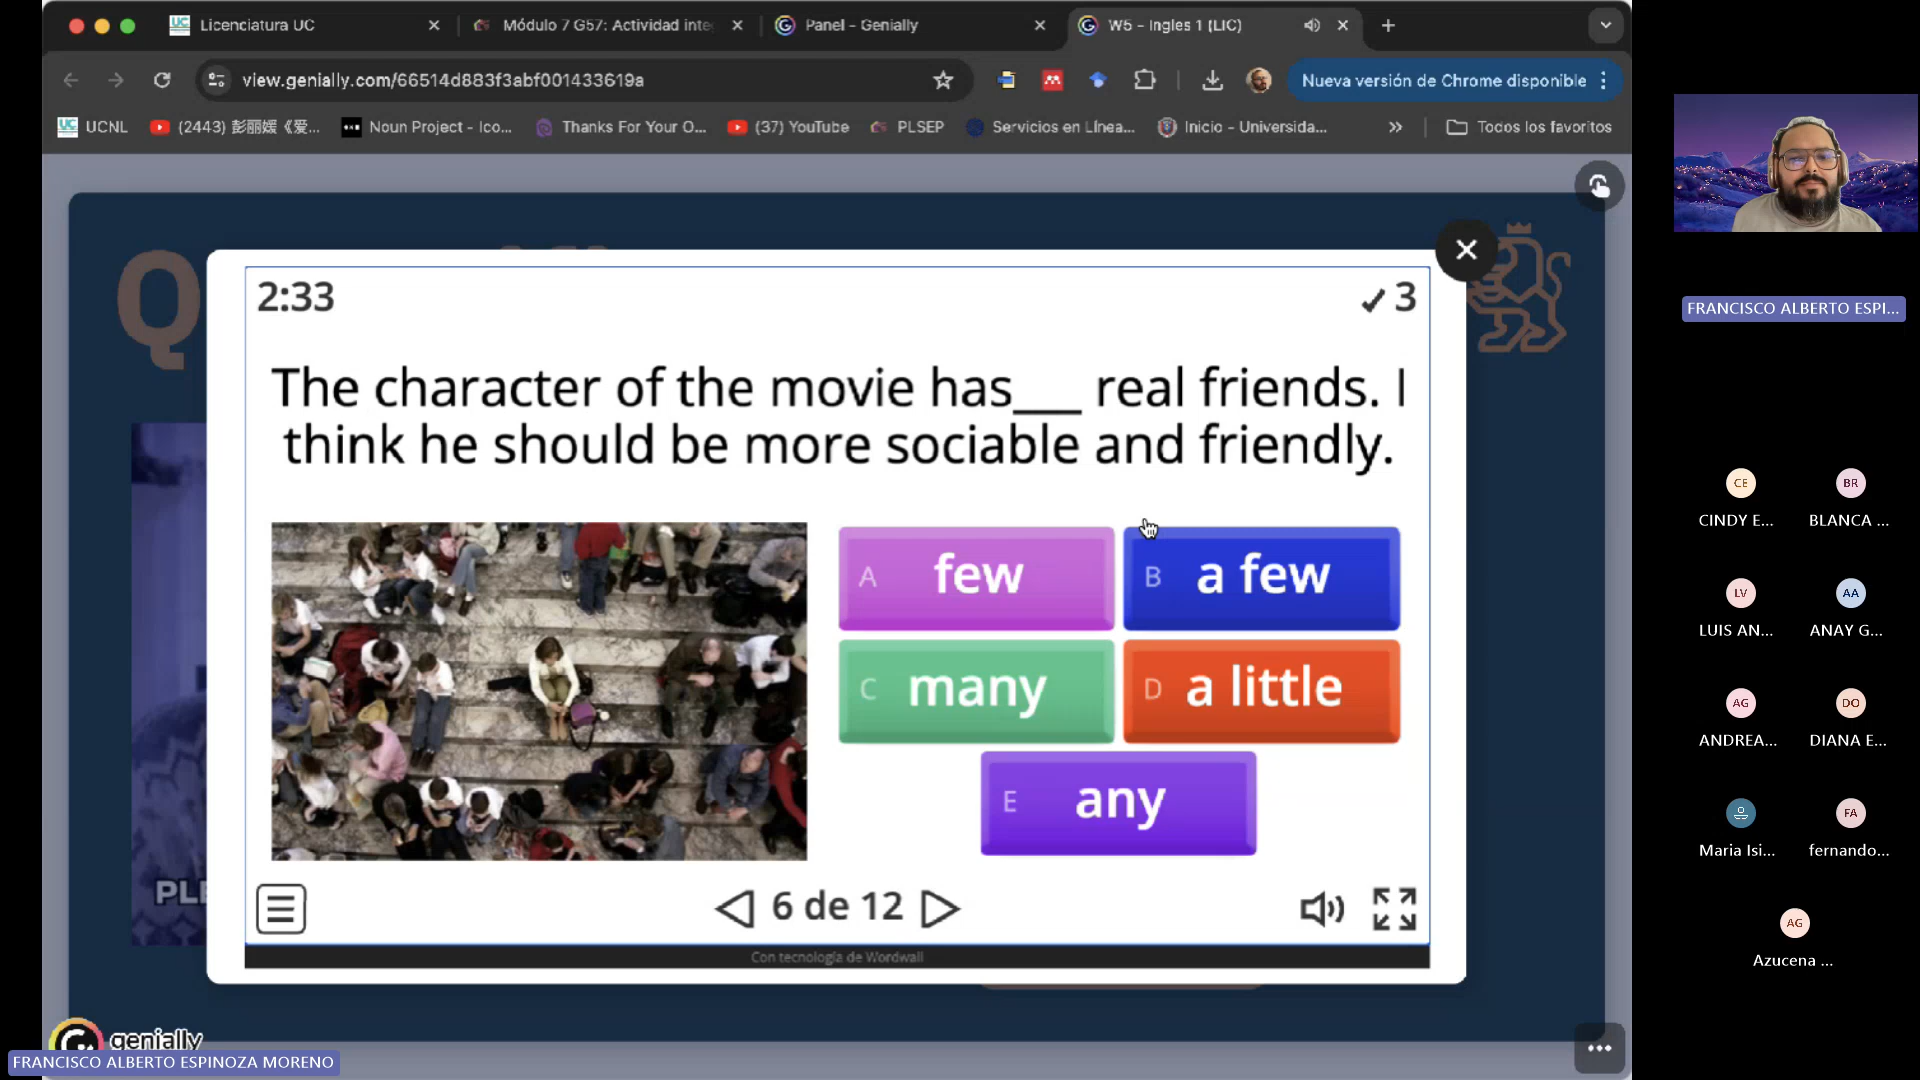 Licenciatura UC
Módulo 7 G57: Actividad inte
Panel - Genially
W5 - Ingles 1 (LIC)
view.genially.com/66514d883f3abf001433619a
Nueva versión de Chrome disponible
UCNL
(2443) 彭丽媛《爱...
Noun Project - Ico...
Thanks For Your O...
(37) YouTube
PLSEP
Servicios en Línea...
Inicio - Universida...
Todos los favoritos
Q
2:33
3
The character of the movie has___ real friends. I
think he should be more sociable and friendly.
A few
B a few
C many
D a little
E any
PLE
6 de 12
Con tecnología de Wordwall
genially
FRANCISCO ALBERTO ESPINOZA MORENO
FRANCISCO ALBERTO ESPI...
CE
BR
CINDY E...
BLANCA ...
LV
AA
LUIS AN...
ANAY G...
AG
DO
ANDREA...
DIANA E...
FA
Maria Isi...
fernando...
AG
Azucena ...